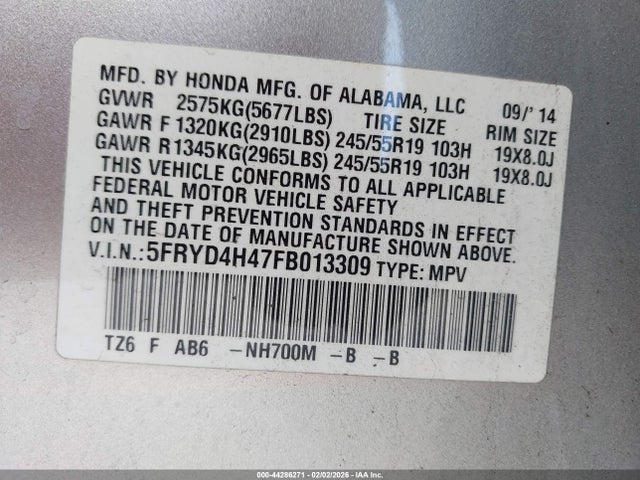 MFD. BY HONDA MFG. OF ALABAMA, LLC 09/' 14
GVWR 2575KG(5677LBS) TIRE SIZE RIM SIZE
GAWR F 1320KG(2910LBS) 245/55R19 103H 19X8.0J
GAWR R 1345KG(2965LBS) 245/55R19 103H 19X8.0J
THIS VEHICLE CONFORMS TO ALL APPLICABLE
FEDERAL MOTOR VEHICLE SAFETY
AND THEFT PREVENTION STANDARDS IN EFFECT
ON THE DATE OF MANUFACTURE SHOWN ABOVE.
V.I.N.:5FRYD4H47FB013309 TYPE: MPV
TZ6 F AB6 -NH700M -B -B
000-44286271 - 02/02/2026 - IAA Inc.